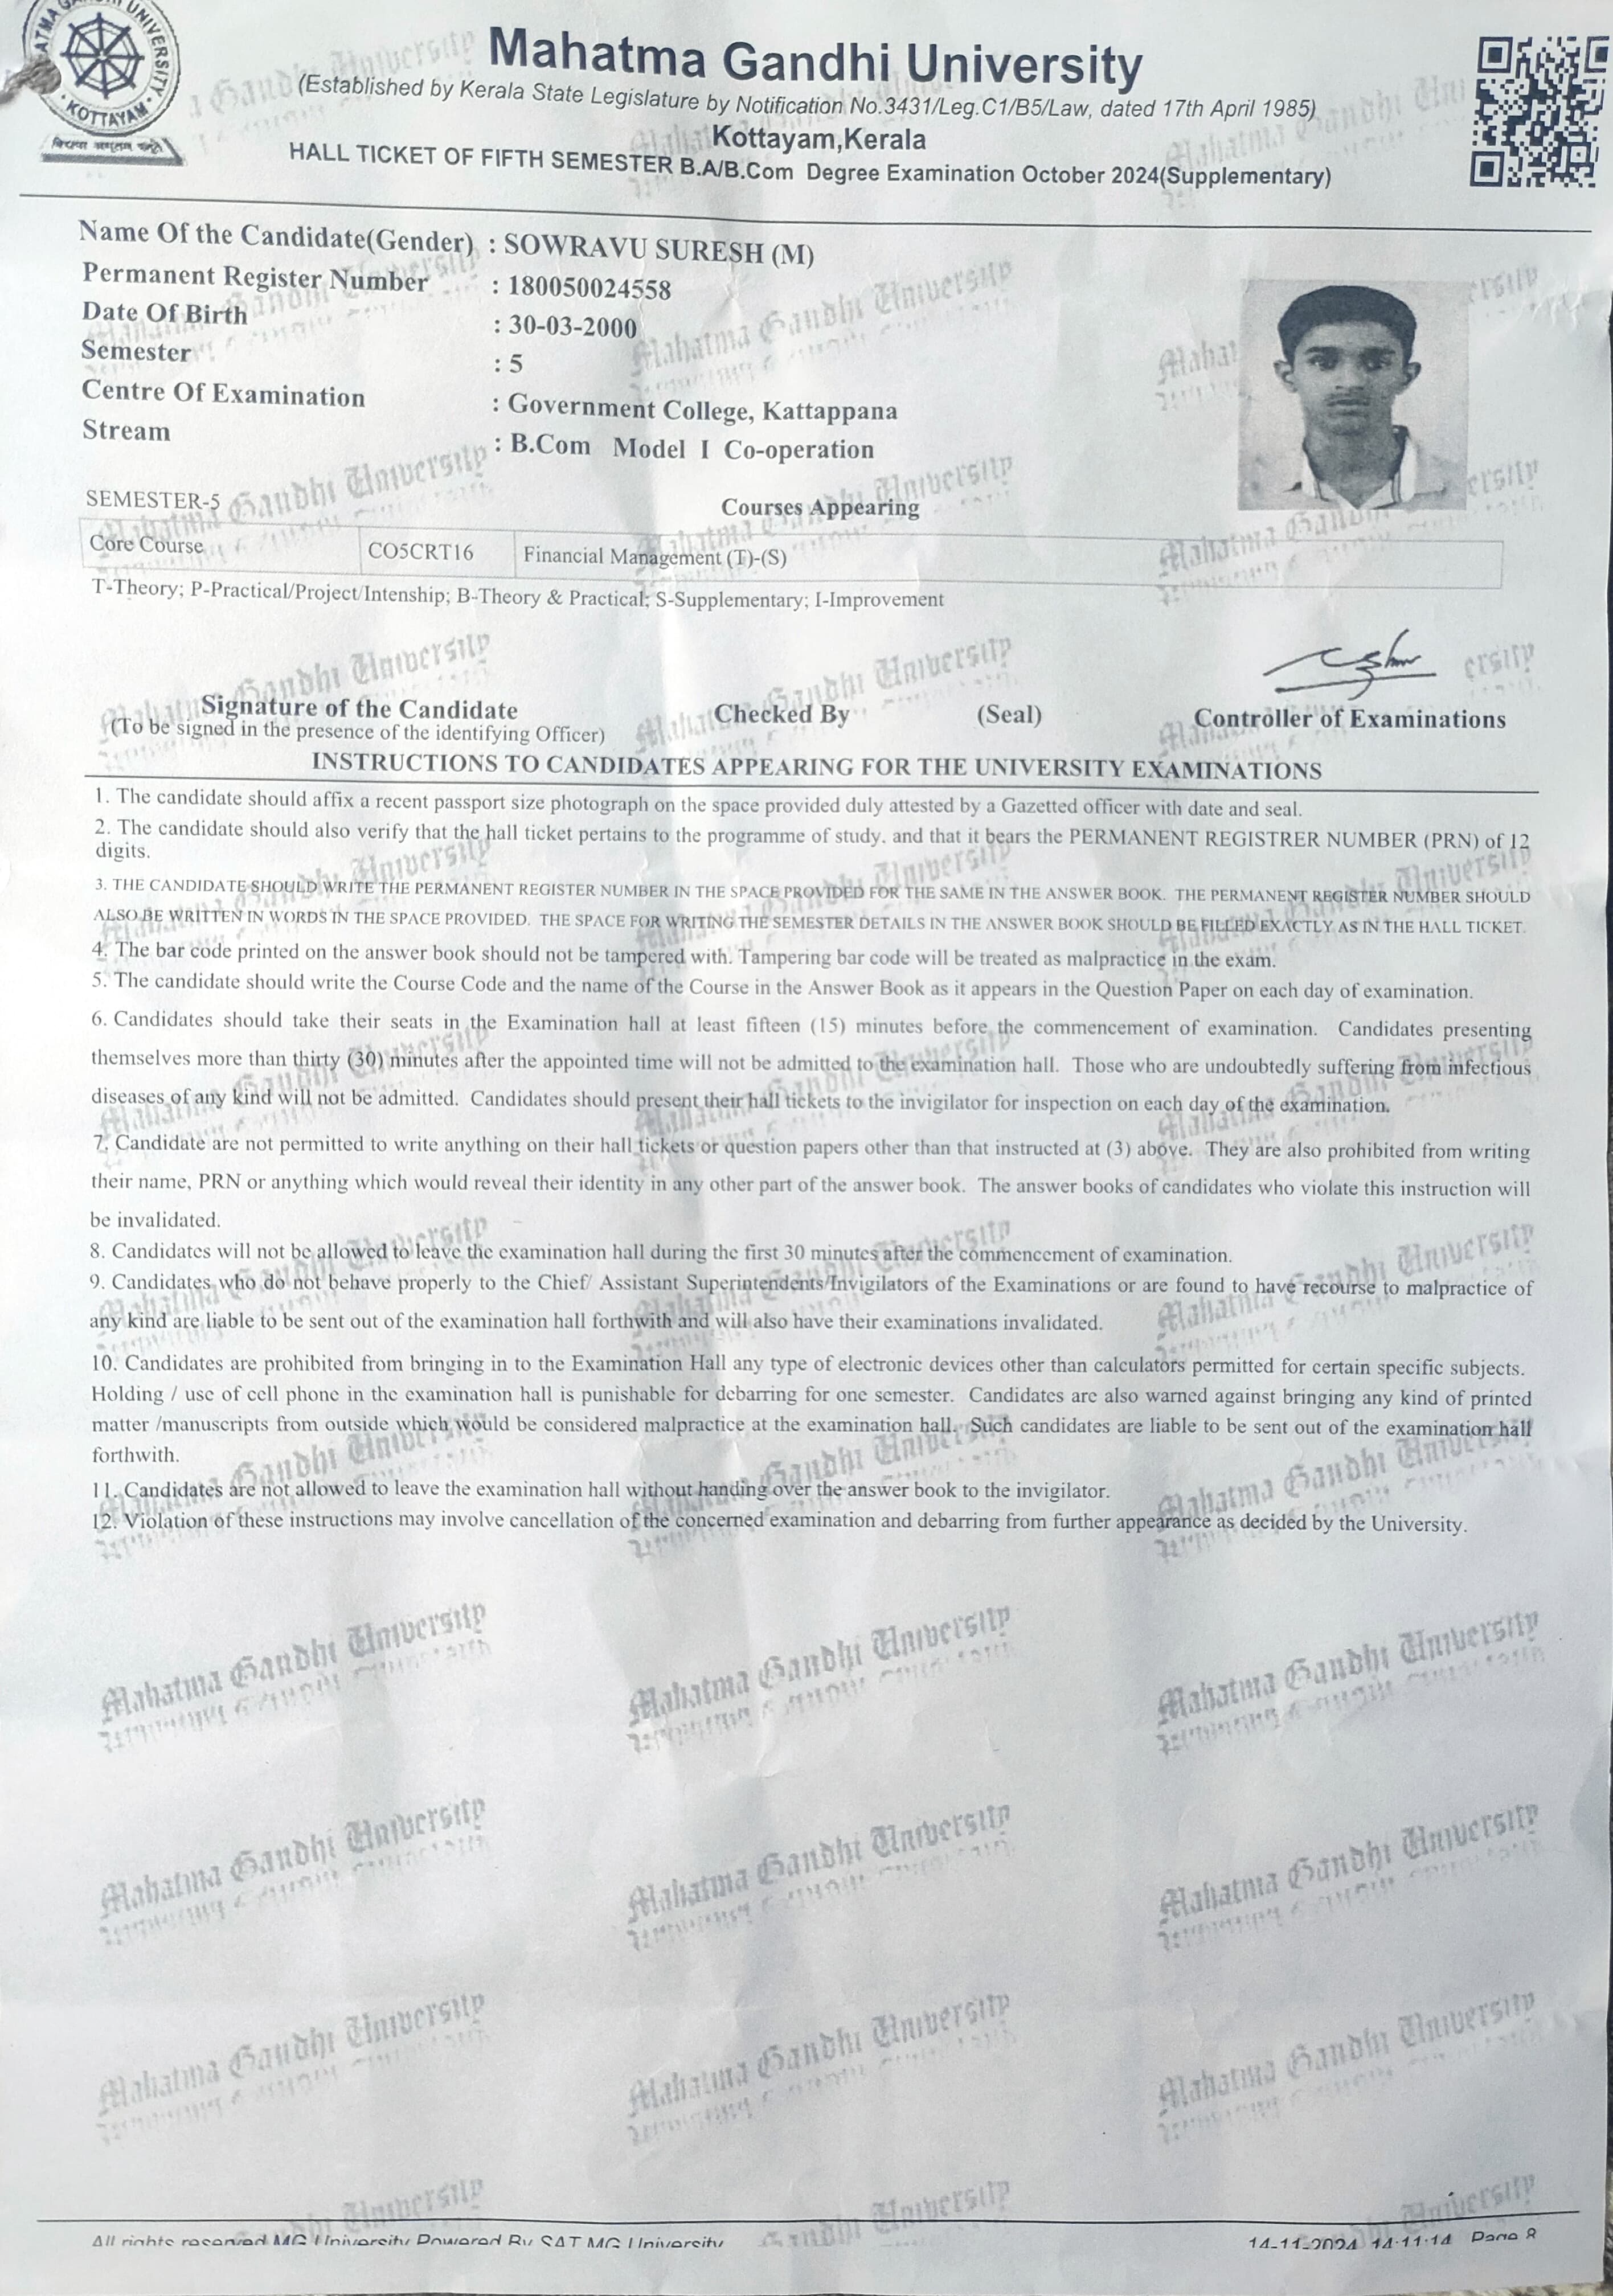 MAHATMA GANDHI UNIVERSITY
KOTTAYAM
Mahatma Gandhi University
(Established by Kerala State Legislature by Notification No.3431/Leg.C1/B5/Law, dated 17th April 1985)
Kottayam,Kerala
HALL TICKET OF FIFTH SEMESTER B.A/B.Com Degree Examination October 2024(Supplementary)
Name Of the Candidate(Gender) : SOWRAVU SURESH (M)
Permanent Register Number : 180050024558
Date Of Birth : 30-03-2000
Semester : 5
Centre Of Examination : Government College, Kattappana
Stream : B.Com Model I Co-operation
SEMESTER-5 Courses Appearing
Core Course CO5CRT16 Financial Management (T)-(S)
T-Theory; P-Practical/Project/Intenship; B-Theory & Practical; S-Supplementary; I-Improvement
Signature of the Candidate Checked By (Seal) Controller of Examinations
(To be signed in the presence of the identifying Officer)
INSTRUCTIONS TO CANDIDATES APPEARING FOR THE UNIVERSITY EXAMINATIONS
1. The candidate should affix a recent passport size photograph on the space provided duly attested by a Gazetted officer with date and seal.
2. The candidate should also verify that the hall ticket pertains to the programme of study, and that it bears the PERMANENT REGISTRER NUMBER (PRN) of 12
digits.
3. THE CANDIDATE SHOULD WRITE THE PERMANENT REGISTER NUMBER IN THE SPACE PROVIDED FOR THE SAME IN THE ANSWER BOOK. THE PERMANENT REGISTER NUMBER SHOULD
ALSO BE WRITTEN IN WORDS IN THE SPACE PROVIDED. THE SPACE FOR WRITING THE SEMESTER DETAILS IN THE ANSWER BOOK SHOULD BE FILLED EXACTLY AS IN THE HALL TICKET.
4. The bar code printed on the answer book should not be tampered with. Tampering bar code will be treated as malpractice in the exam.
5. The candidate should write the Course Code and the name of the Course in the Answer Book as it appears in the Question Paper on each day of examination.
6. Candidates should take their seats in the Examination hall at least fifteen (15) minutes before the commencement of examination. Candidates presenting
themselves more than thirty (30) minutes after the appointed time will not be admitted to the examination hall. Those who are undoubtedly suffering from infectious
diseases of any kind will not be admitted. Candidates should present their hall tickets to the invigilator for inspection on each day of the examination.
7. Candidate are not permitted to write anything on their hall tickets or question papers other than that instructed at (3) above. They are also prohibited from writing
their name, PRN or anything which would reveal their identity in any other part of the answer book. The answer books of candidates who violate this instruction will
be invalidated.
8. Candidates will not be allowed to leave the examination hall during the first 30 minutes after the commencement of examination.
9. Candidates who do not behave properly to the Chief/ Assistant Superintendents/Invigilators of the Examinations or are found to have recourse to malpractice of
any kind are liable to be sent out of the examination hall forthwith and will also have their examinations invalidated.
10. Candidates are prohibited from bringing in to the Examination Hall any type of electronic devices other than calculators permitted for certain specific subjects.
Holding / use of cell phone in the examination hall is punishable for debarring for one semester. Candidates are also warned against bringing any kind of printed
matter /manuscripts from outside which would be considered malpractice at the examination hall. Such candidates are liable to be sent out of the examination hall
forthwith.
11. Candidates are not allowed to leave the examination hall without handing over the answer book to the invigilator.
12. Violation of these instructions may involve cancellation of the concerned examination and debarring from further appearance as decided by the University.
Mahatma Gandhi University Mahatma Gandhi University Mahatma Gandhi University
Mahatma Gandhi University Mahatma Gandhi University Mahatma Gandhi University
Mahatma Gandhi University Mahatma Gandhi University Mahatma Gandhi University
All rights reserved MG University Powered By SAT MG University 14-11-2024 14:11:14 Page 8